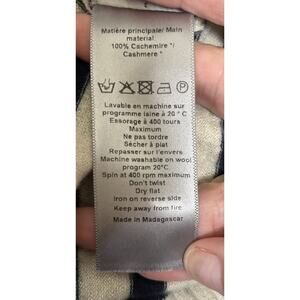 Matière principale/ Main
material
100% Cachemire */
Cashmere *
Lavable en machine sur
programme laine à 20 ° C
Essorage à 400 tours
Maximum
Ne pas tordre
Sécher à plat
Repasser sur l'envers
Machine washable on wool
program 20°C
Spin at 400 rpm maximum
Don't twist
Dry flat
Iron on reverse side
Keep away from fire
Made in Madagascar